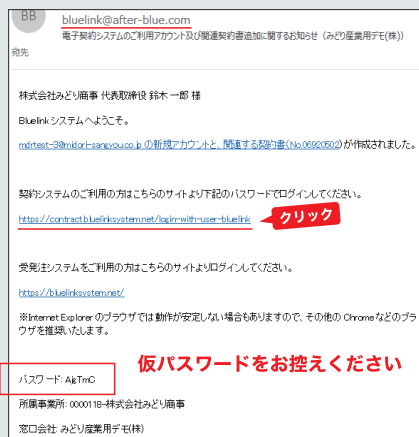 BB
bluelink@after-blue.com
電子契約システムのご利用アカウント及び関連契約書追加に関するお知らせ（みどり産業用デモ(株)）
宛先
株式会社みどり商事 代表取締役 鈴木 一郎 様
Bluelink システムへようこそ。
mdrtest-3@midori-sangyou.co.jp の新規アカウントと、関連する契約書(No.06920502)が作成されました。
契約システムのご利用の方はこちらのサイトより下記のパスワードでログインしてください。
https://contract.bluelinksystem.net/login-with-user-bluelink
クリック
受発注システムをご利用の方はこちらのサイトよりログインしてください。
https://bluelinksystem.net/
※Internet Explorer のブラウザでは動作が安定しない場合もありますので、その他の Chrome などのブラ
ウザを推奨いたします。
仮パスワードをお控えください
パスワード: AjgTmC
所属事業所: 0000118-株式会社みどり商事
窓口会社: みどり産業用デモ(株)